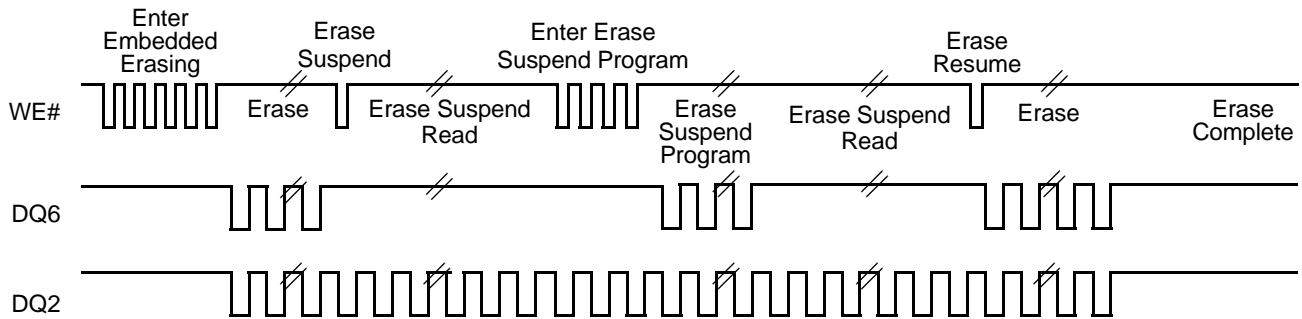 Enter
Embedded
Erasing
Erase
Suspend
Enter Erase
Suspend Program
Erase
Resume
WE#
Erase
Erase Suspend
Read
Erase
Suspend
Program
Erase Suspend
Read
Erase
Erase
Complete
DQ6
DQ2